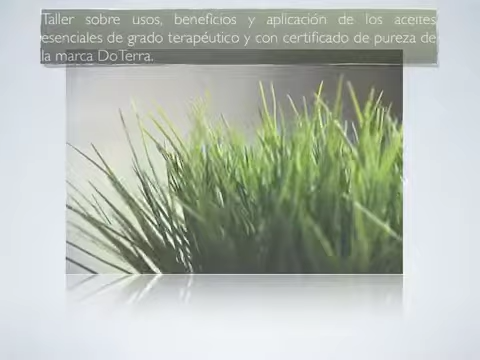 Taller sobre usos, beneficios y aplicación de los aceites
esenciales de grado terapéutico y con certificado de pureza de
la marca DoTerra.